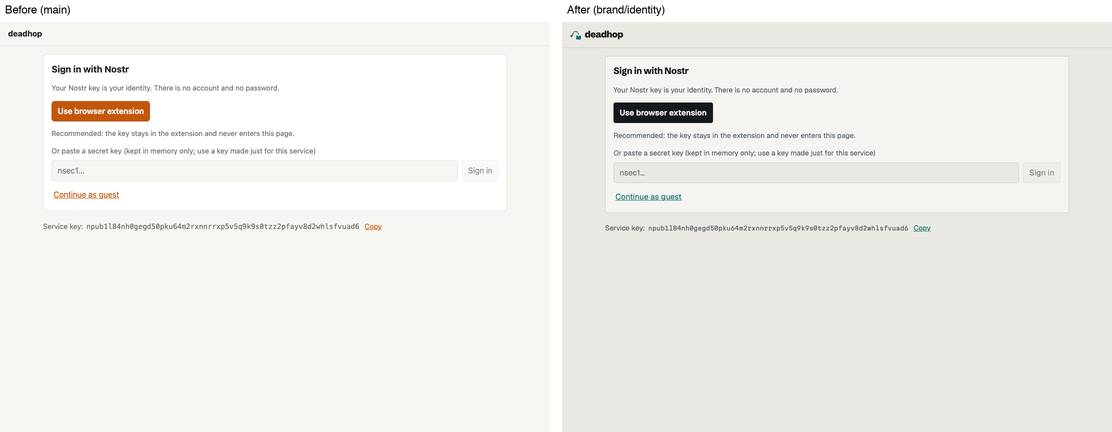 Before (main)
deadhop
Sign in with Nostr
Your Nostr key is your identity. There is no account and no password.
Use browser extension
Recommended: the key stays in the extension and never enters this page.
Or paste a secret key (kept in memory only; use a key made just for this service)
nsec1...
Sign in
Continue as guest
Service key: npub1l84nh0gegd50pku64m2rxnnrrxp5v5q9k9s0tzz2pfayv8d2whlsfvuad6 Copy
After (brand/identity)
deadhop
Sign in with Nostr
Your Nostr key is your identity. There is no account and no password.
Use browser extension
Recommended: the key stays in the extension and never enters this page.
Or paste a secret key (kept in memory only; use a key made just for this service)
nsec1...
Sign in
Continue as guest
Service key: npub1l84nh0gegd50pku64m2rxnnrrxp5v5q9k9s0tzz2pfayv8d2whlsfvuad6 Copy